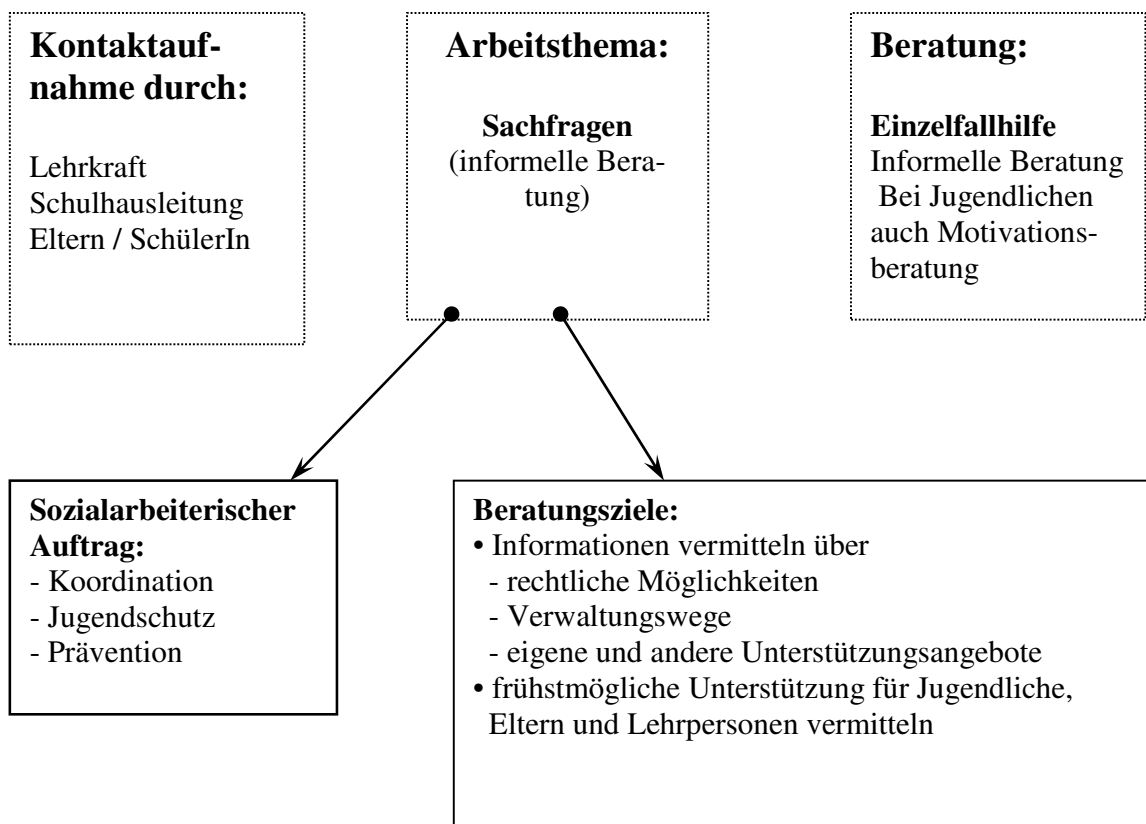 Kontaktauf-
nahme durch:
Lehrkraft
Schulhausleitung
Eltern / SchülerIn
Arbeitsthema:
Sachfragen
(informelle Bera-
tung)
Beratung:
Einzelfallhilfe
Informelle Beratung
Bei Jugendlichen
auch Motivations-
beratung
Sozialarbeiterischer
Auftrag:
- Koordination
- Jugendschutz
- Prävention
Beratungsziele:
• Informationen vermitteln über
- rechtliche Möglichkeiten
- Verwaltungswege
- eigene und andere Unterstützungsangebote
• frühstmögliche Unterstützung für Jugendliche,
Eltern und Lehrpersonen vermitteln